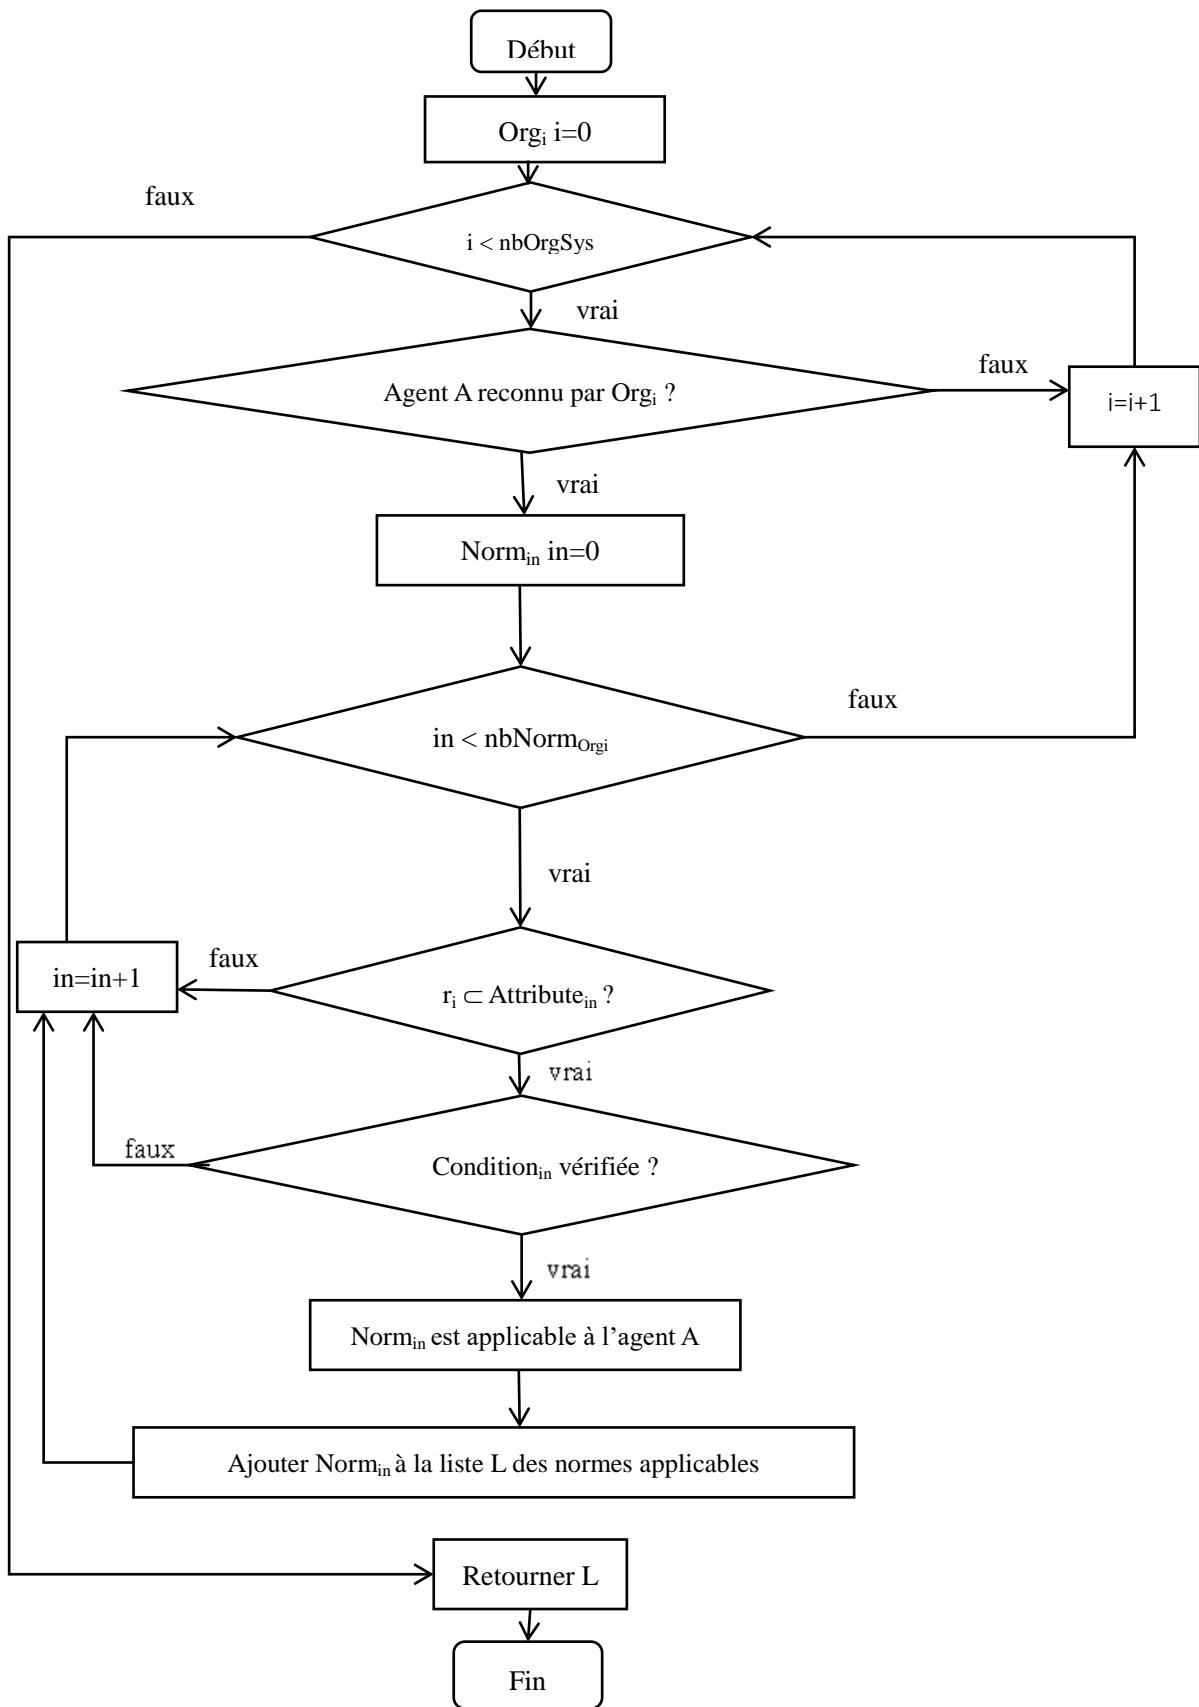 Début
Orgi i=0
faux
i < nbOrgSys
vrai
Agent A reconnu par Orgi ?
faux
i=i+1
vrai
Normin in=0
in < nbNormOrgi
faux
vrai
in=in+1
faux
ri ⊂ Attributein ?
vrai
faux
Conditionin vérifiée ?
vrai
Normin est applicable à l’agent A
Ajouter Normin à la liste L des normes applicables
Retourner L
Fin